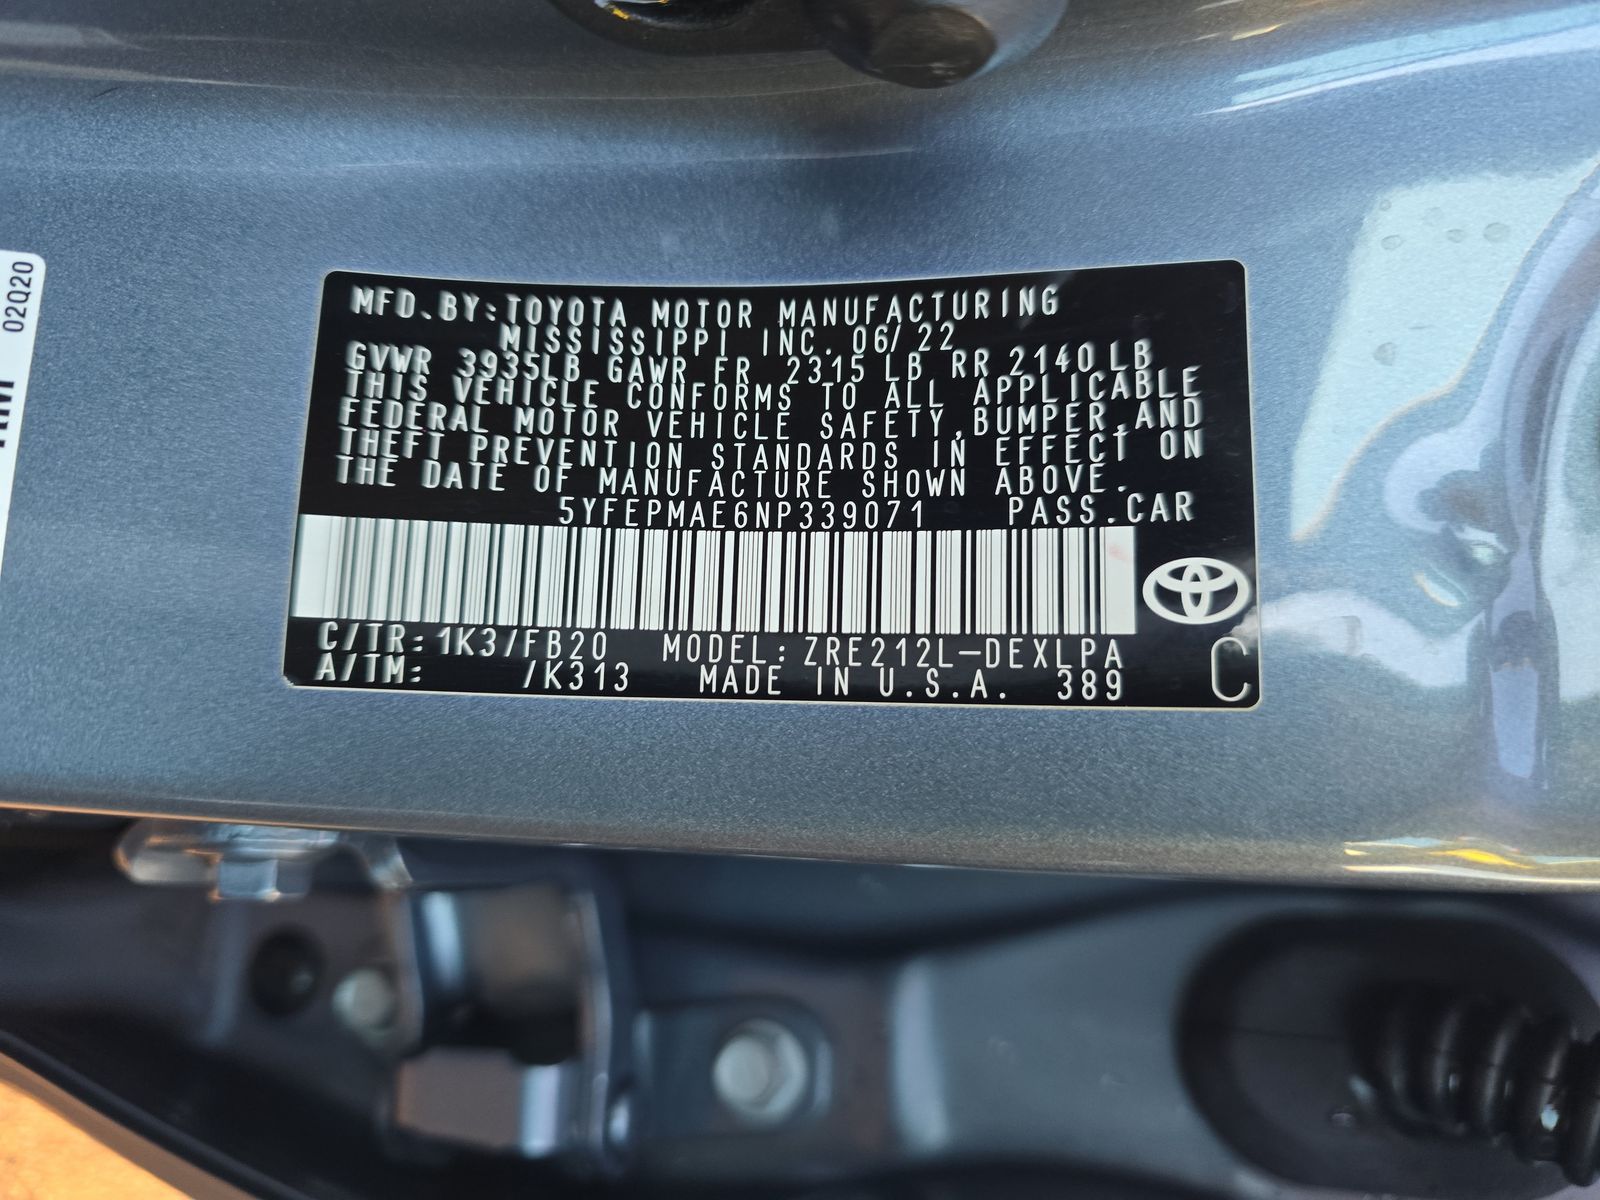 02Q20
MFD.BY:TOYOTA MOTOR MANUFACTURING
MISSISSIPPI INC. 06/22
GVWR 3935LB GAWR FR 2315 LB RR 2140LB
THIS VEHICLE CONFORMS TO ALL APPLICABLE
FEDERAL MOTOR VEHICLE SAFETY,BUMPER,AND
THEFT PREVENTION STANDARDS IN EFFECT ON
THE DATE OF MANUFACTURE SHOWN ABOVE.
5YFEPMAE6NP339071 PASS.CAR
C/TR:1K3/FB20 MODEL:ZRE212L-DEXLPA
A/TM: /K313 MADE IN U.S.A. 389 C